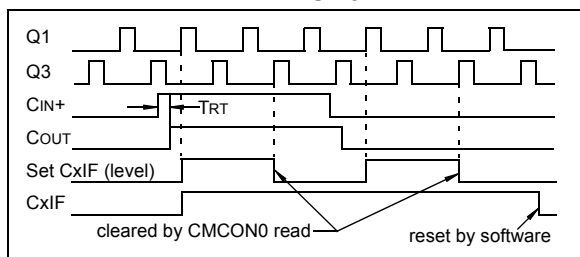 Q1
Q3
CIN+
TRT
COUT
Set CxIF (level)
CxIF
cleared by CMCON0 read
reset by software